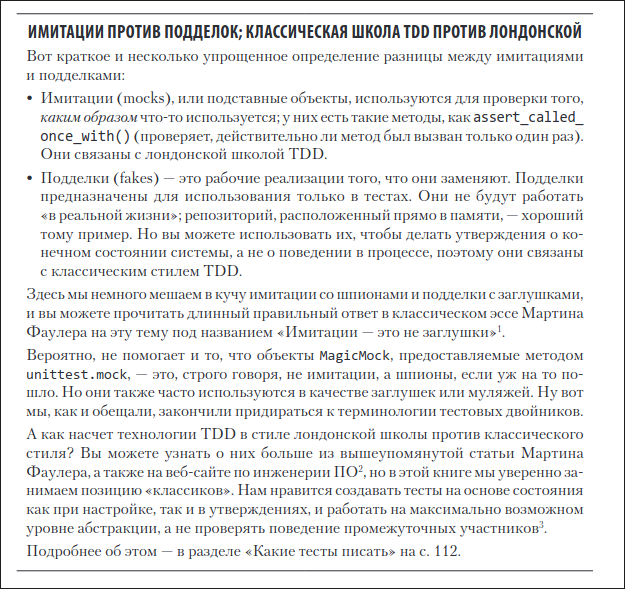 ИМИТАЦИИ ПРОТИВ ПОДДЕЛОК; КЛАССИЧЕСКАЯ ШКОЛА TDD ПРОТИВ ЛОНДОНСКОЙ
Вот краткое и несколько упрощенное определение разницы между имитациями
и подделками:
• Имитации (mocks), или подставные объекты, используются для проверки того,
каким образом что-то используется; у них есть такие методы, как assert_called_
once_with() (проверяет, действительно ли метод был вызван только один раз).
Они связаны с лондонской школой TDD.
• Подделки (fakes) — это рабочие реализации того, что они заменяют. Подделки
предназначены для использования только в тестах. Они не будут работать
«в реальной жизни»; репозиторий, расположенный прямо в памяти, — хороший
тому пример. Но вы можете использовать их, чтобы делать утверждения о ко-
нечном состоянии системы, а не о поведении в процессе, поэтому они связаны
с классическим стилем TDD.
Здесь мы немного мешаем в кучу имитации со шпионами и подделки с заглушками,
и вы можете прочитать длинный правильный ответ в классическом эссе Мартина
Фаулера на эту тему под названием «Имитации — это не заглушки»¹.
Вероятно, не помогает и то, что объекты MagicMock, предоставляемые методом
unittest.mock, — это, строго говоря, не имитации, а шпионы, если уж на то по-
шло. Но они также часто используются в качестве заглушек или муляжей. Ну вот
мы, как и обещали, закончили придираться к терминологии тестовых двойников.
А как насчет технологии TDD в стиле лондонской школы против классического
стиля? Вы можете узнать о них больше из вышеупомянутой статьи Мартина
Фаулера, а также на веб-сайте по инженерии ПО², но в этой книге мы уверенно за-
нимаем позицию «классиков». Нам нравится создавать тесты на основе состояния
как при настройке, так и в утверждениях, и работать на максимально возможном
уровне абстракции, а не проверять поведение промежуточных участников³.
Подробнее об этом — в разделе «Какие тесты писать» на с. 112.